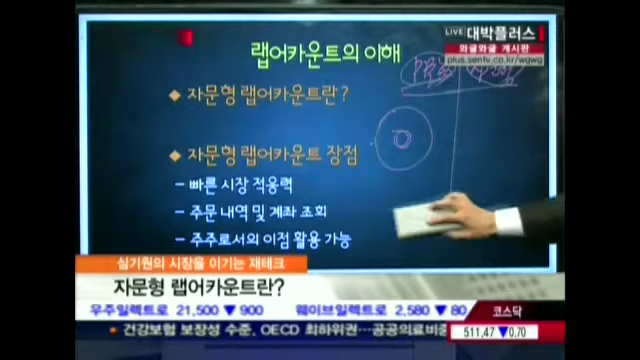 LIVE 대박플러스
와글와글 게시판
plus.sentv.co.kr/wgwg
랩어카운트의 이해
◆ 자문형 랩어카운트란?
◆ 자문형 랩어카운트 장점
– 빠른 시장 적응력
– 주문 내역 및 계좌 조회
– 주주로서의 이점 활용 가능
심기원의 시장을 이기는 재테크
자문형 랩어카운트란?
우주일렉트로 21,500 ▼ 900 웨이브일렉트로 2,580 ▼ 80
코스닥
• 건강보험 보장성 수준, OECD 최하위권…공공의료비중
511.47 ▼0.70